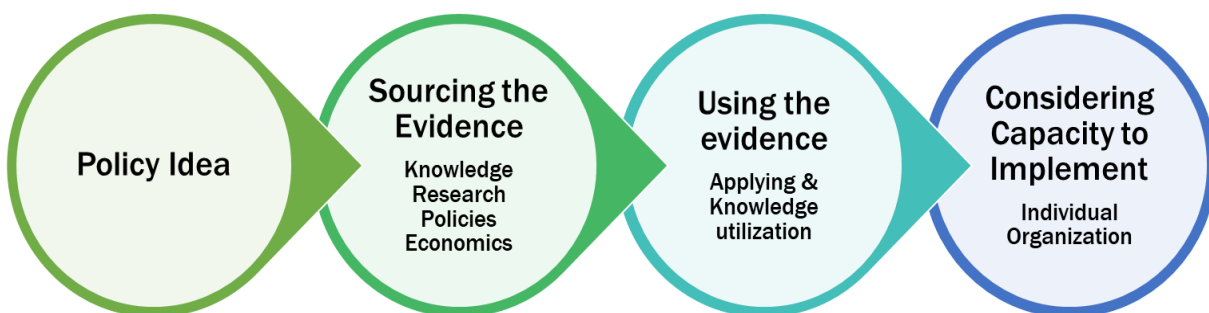 Policy Idea
Sourcing the
Evidence
Knowledge
Research
Policies
Economics
Using the
evidence
Applying &
Knowledge
utilization
Considering
Capacity to
Implement
Individual
Organization